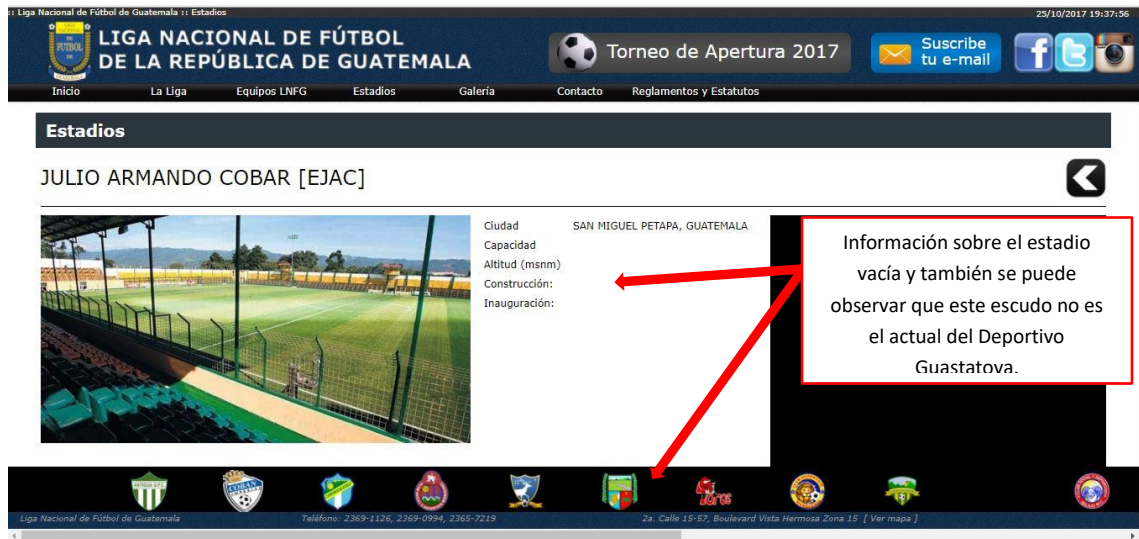 :: Liga Nacional de Fútbol de Guatemala :: Estadios
25/10/2017 19:37:56
LIGA NACIONAL DE FÚTBOL
DE LA REPÚBLICA DE GUATEMALA
Torneo de Apertura 2017
Suscribe
tu e-mail
Inicio La Liga Equipos LNFG Estadios Galería Contacto Reglamentos y Estatutos
Estadios
JULIO ARMANDO COBAR [EJAC]
Ciudad SAN MIGUEL PETAPA, GUATEMALA
Capacidad
Altitud (msnm)
Construcción:
Inauguración:
Información sobre el estadio
vacía y también se puede
observar que este escudo no es
el actual del Deportivo
Guastatoya.
Liga Nacional de Fútbol de Guatemala Teléfono: 2369-1126, 2369-0994, 2365-7219 2a. Calle 15-57, Boulevard Vista Hermosa Zona 15 [ Ver mapa ]